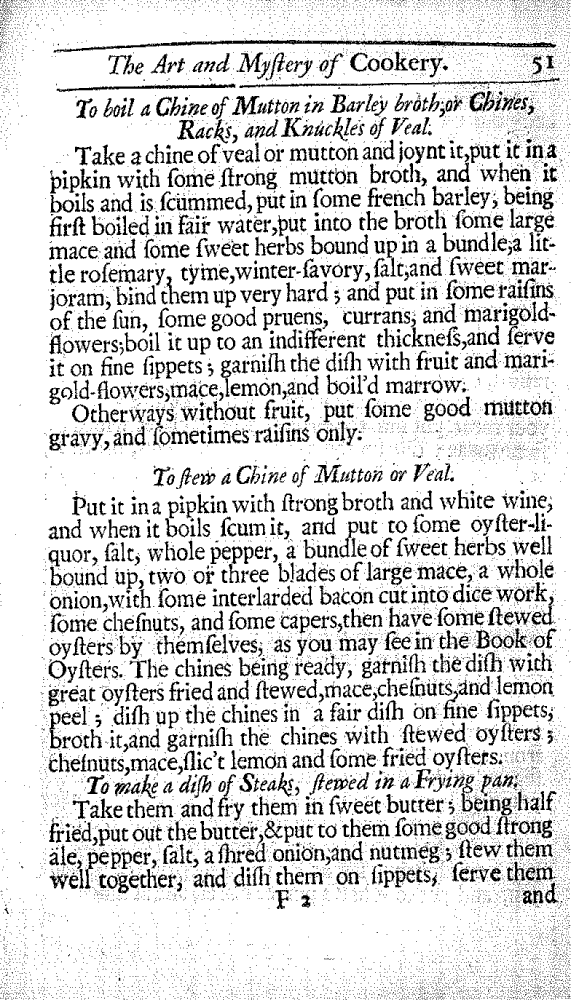 The Art and Myſtery of Cookery. 51
To boil a Chine of Mutton in Barley broth; or Chines,
Racks, and Knuckles of Veal.
Take a chine of veal or mutton and joynt it, put it in a
pipkin with ſome ſtrong mutton broth, and when it
boils and is ſcummed, put in ſome french barley; being
firſt boiled in fair water, put into the broth ſome large
mace and ſome ſweet herbs bound up in a bundle, a lit-
tle roſemary, tyme, winter-ſavory, ſalt, and ſweet mar-
joram, bind them up very hard; and put in ſome raiſins
of the ſun, ſome good pruens, currans, and marigold-
flowers; boil it up to an indifferent thickneſs, and ſerve
it on fine ſippets; garniſh the diſh with fruit and mari-
gold-flowers, mace, lemon, and boil'd marrow.
Otherways without fruit, put ſome good mutton
gravy, and ſometimes raiſins only.
To ſtew a Chine of Mutton or Veal.
Put it in a pipkin with ſtrong broth and white wine,
and when it boils ſcum it, and put to ſome oyſter-li-
quor, ſalt, whole pepper, a bundle of ſweet herbs well
bound up, two or three blades of large mace, a whole
onion, with ſome interlarded bacon cut into dice work,
ſome cheſnuts, and ſome capers, then have ſome ſtewed
oyſters by themſelves, as you may ſee in the Book of
Oyſters. The chines being ready, garniſh the diſh with
great oyſters fried and ſtewed, mace, cheſnuts, and lemon
peel; diſh up the chines in a fair diſh on fine ſippets,
broth it, and garniſh the chines with ſtewed oyſters;
cheſnuts, mace, ſlic't lemon and ſome fried oyſters.
To make a diſh of Steaks, ſtewed in a Frying pan.
Take them and fry them in ſweet butter; being half
fried, put out the butter, & put to them ſome good ſtrong
ale, pepper, ſalt, a ſhred onion, and nutmeg; ſtew them
well together, and diſh them on ſippets, ſerve them
F 2 and